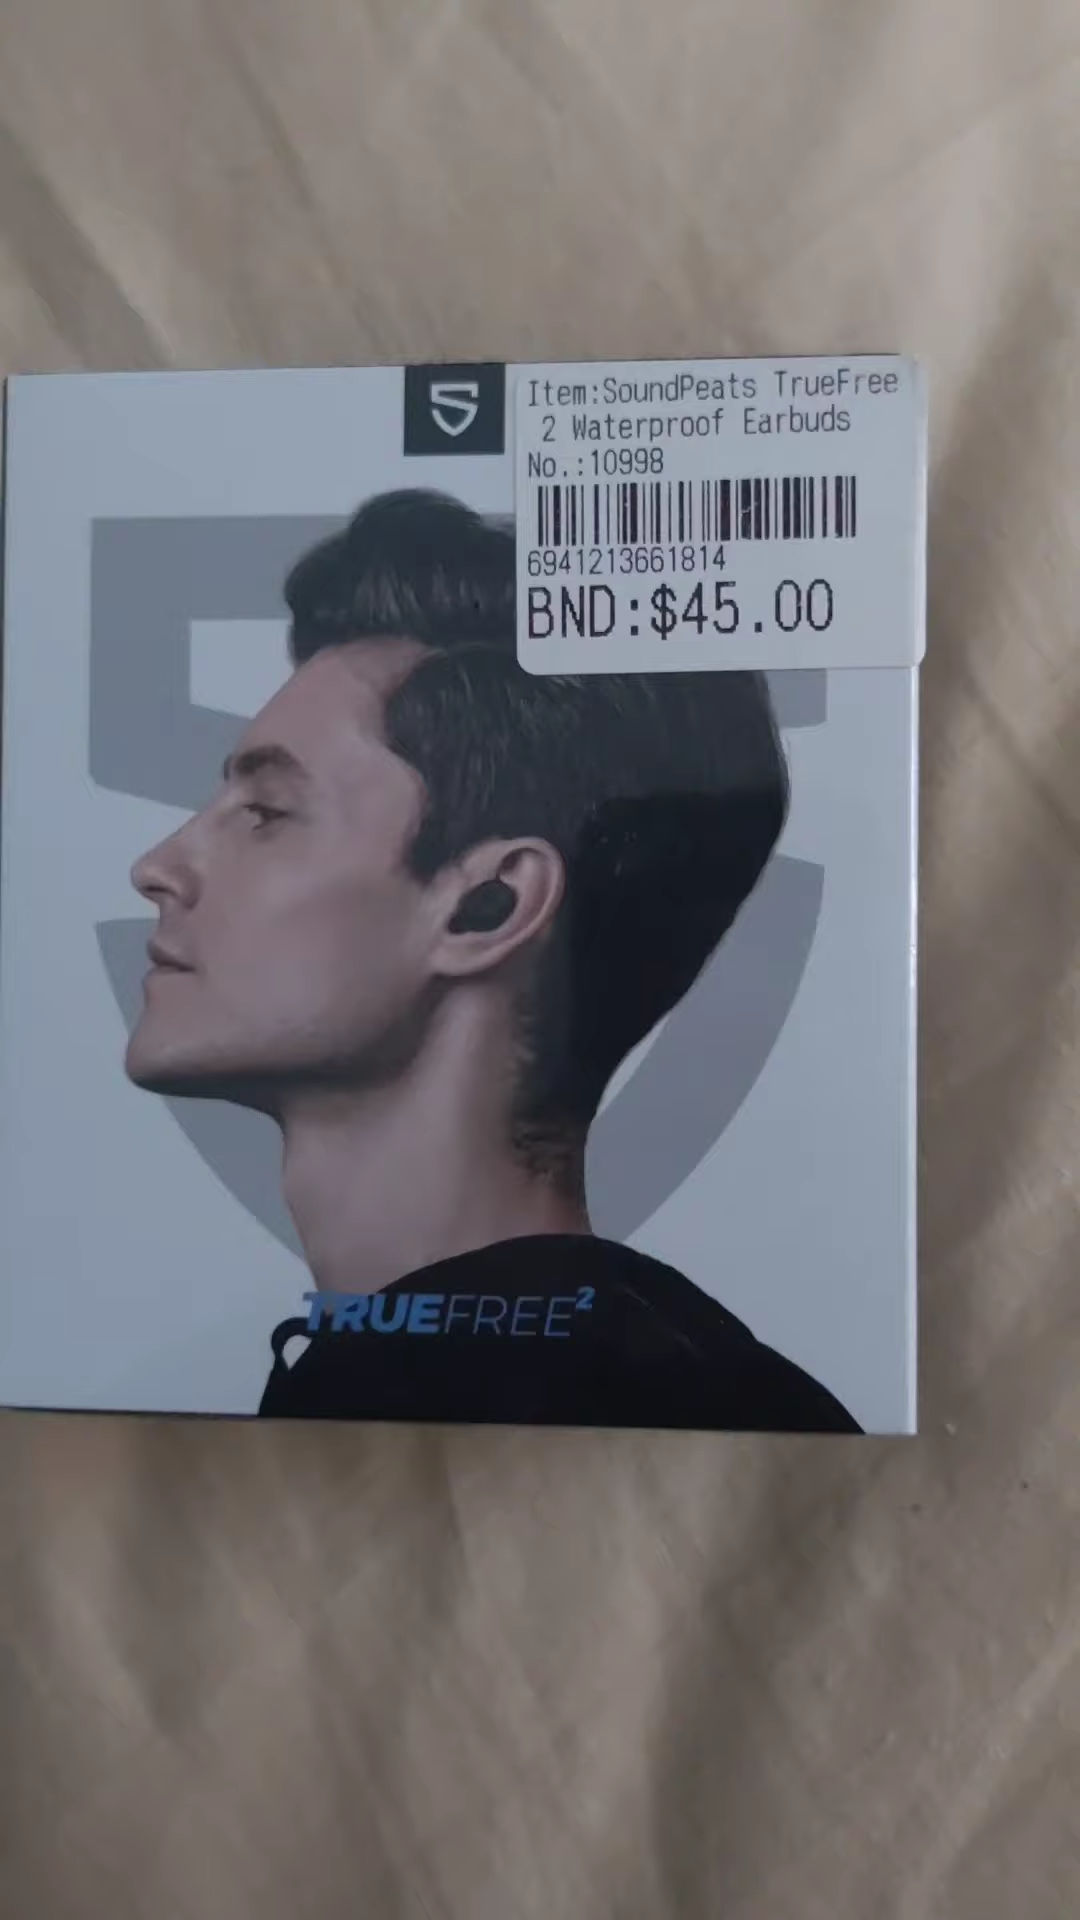 Item:SoundPeats TrueFree
2 Waterproof Earbuds
No.:10998
6941213661814
BND:$45.00
TRUEFREE²